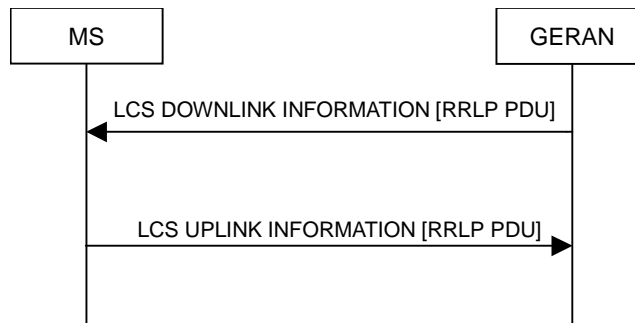 MS
GERAN
LCS DOWNLINK INFORMATION [RRLP PDU]
LCS UPLINK INFORMATION [RRLP PDU]